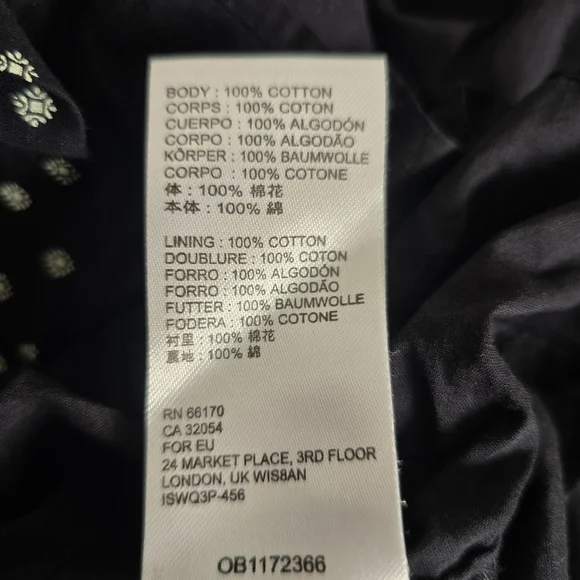 BODY : 100% COTTON
CORPS : 100% COTON
CUERPO : 100% ALGODÓN
CORPO : 100% ALGODÃO
KÖRPER : 100% BAUMWOLLE
CORPO : 100% COTONE
体 : 100% 棉花
本体 : 100% 綿
LINING : 100% COTTON
DOUBLURE : 100% COTON
FORRO : 100% ALGODÓN
FORRO : 100% ALGODÃO
FUTTER : 100% BAUMWOLLE
FODERA : 100% COTONE
衬里 : 100% 棉花
裏地 : 100% 綿
RN 66170
CA 32054
FOR EU
24 MARKET PLACE, 3RD FLOOR
LONDON, UK WIS8AN
ISWQ3P-456
OB1172366